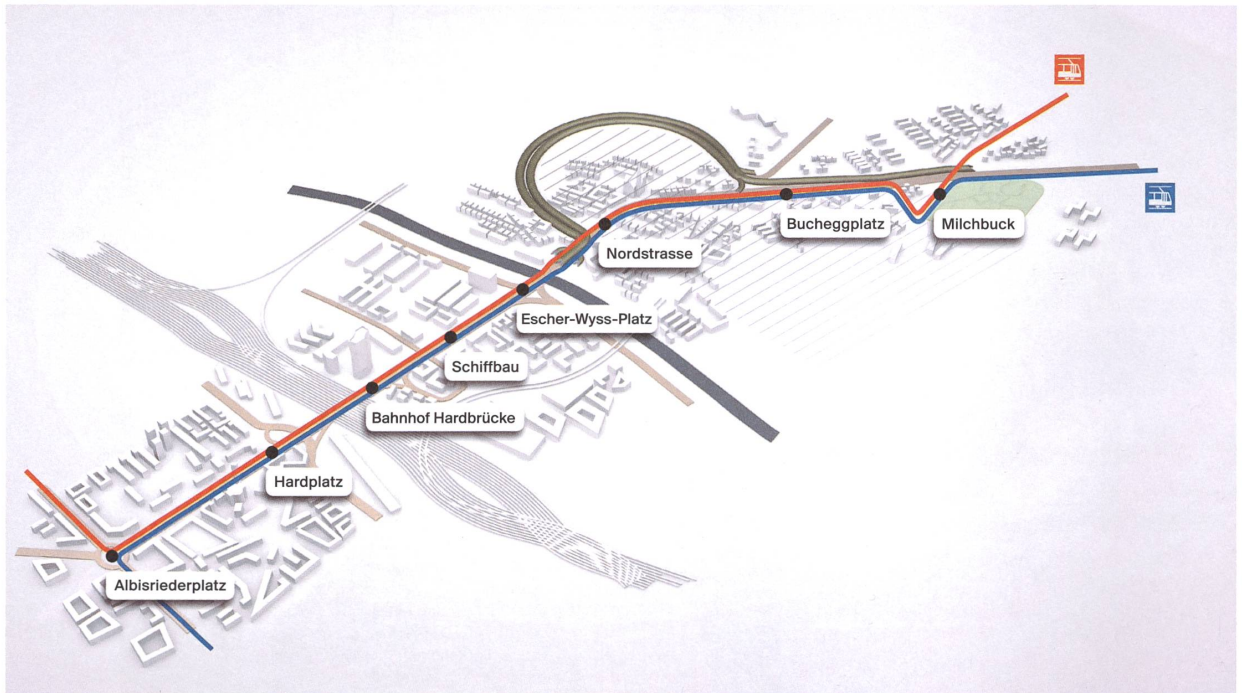 Milchbuck
Bucheggplatz
Nordstrasse
Escher-Wyss-Platz
Schiffbau
Bahnhof Hardbrücke
Hardplatz
Albisriederplatz